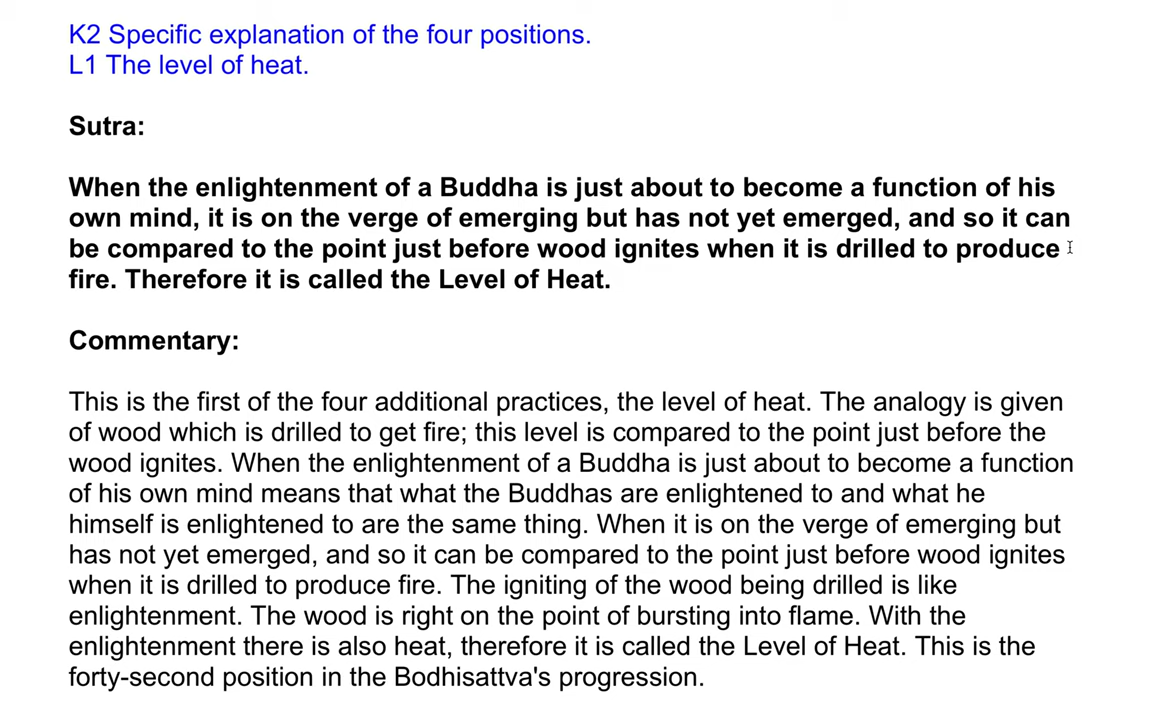 K2 Specific explanation of the four positions.
L1 The level of heat.
Sutra:
When the enlightenment of a Buddha is just about to become a function of his
own mind, it is on the verge of emerging but has not yet emerged, and so it can
be compared to the point just before wood ignites when it is drilled to produce
fire. Therefore it is called the Level of Heat.
Commentary:
This is the first of the four additional practices, the level of heat. The analogy is given
of wood which is drilled to get fire; this level is compared to the point just before the
wood ignites. When the enlightenment of a Buddha is just about to become a function
of his own mind means that what the Buddhas are enlightened to and what he
himself is enlightened to are the same thing. When it is on the verge of emerging but
has not yet emerged, and so it can be compared to the point just before wood ignites
when it is drilled to produce fire. The igniting of the wood being drilled is like
enlightenment. The wood is right on the point of bursting into flame. With the
enlightenment there is also heat, therefore it is called the Level of Heat. This is the
forty-second position in the Bodhisattva's progression.